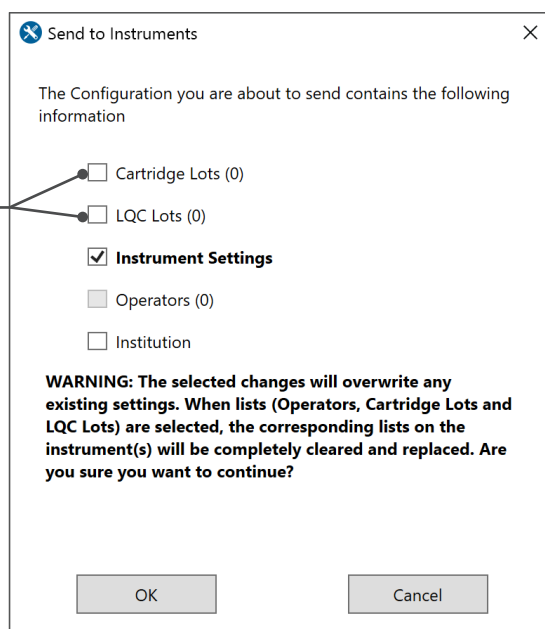 Send to Instruments
The Configuration you are about to send contains the following
information
Cartridge Lots (0)
LQC Lots (0)
Instrument Settings
Operators (0)
Institution
WARNING: The selected changes will overwrite any
existing settings. When lists (Operators, Cartridge Lots and
LQC Lots) are selected, the corresponding lists on the
instrument(s) will be completely cleared and replaced. Are
you sure you want to continue?
OK
Cancel